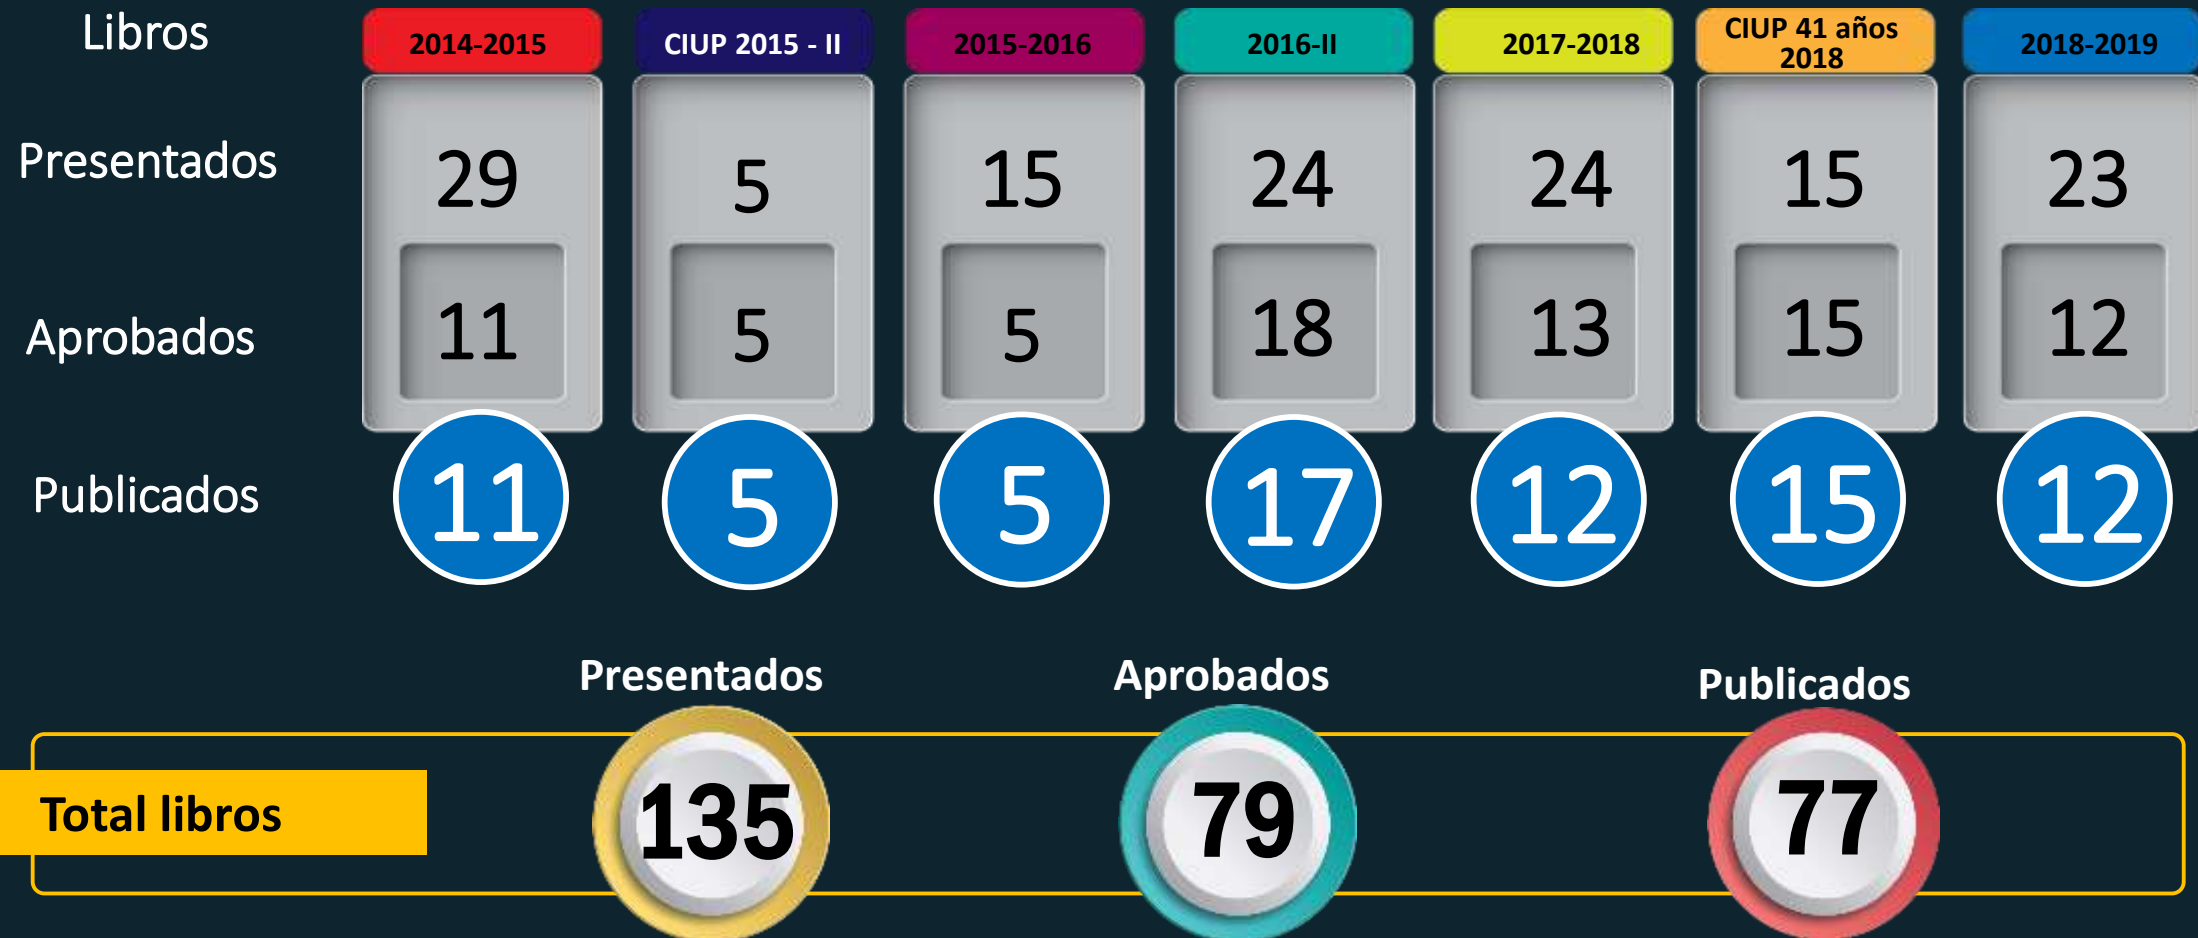 Libros 2014-2015 CIUP 2015 - II 2015-2016 2016-II 2017-2018 CIUP 41 años 2018 2018-2019
Presentados 29 5 15 24 24 15 23
Aprobados 11 5 5 18 13 15 12
Publicados 11 5 5 17 12 15 12
Presentados Aprobados Publicados
Total libros 135 79 77